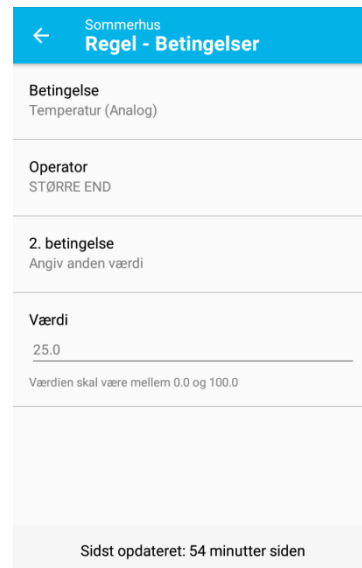 Sommerhus
Regel - Betingelser
Betingelse
Temperatur (Analog)
Operator
STØRRE END
2. betingelse
Angiv anden værdi
Værdi
25.0
Værdien skal være mellem 0.0 og 100.0
Sidst opdateret: 54 minutter siden